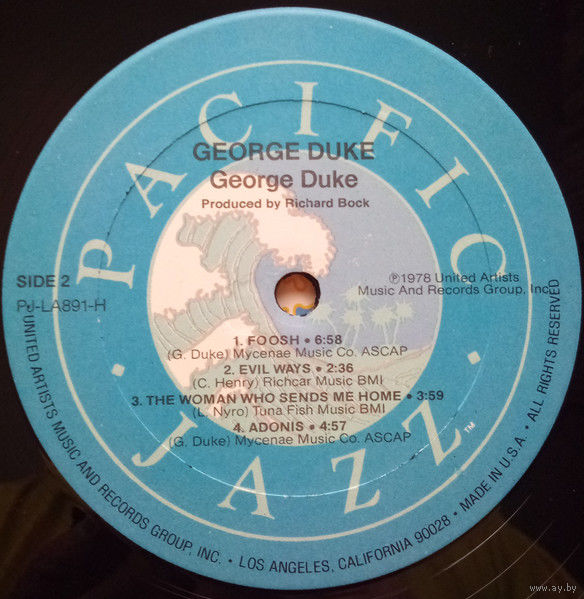 PACIFIC
JAZZ™
GEORGE DUKE
George Duke
Produced by Richard Bock
SIDE 2
PJ-LA891-H
℗1978 United Artists
Music And Records Group, Inc.
1. FOOSH • 6:58
(G. Duke) Mycenae Music Co. ASCAP
2. EVIL WAYS • 2:36
(C. Henry) Richcar Music BMI
3. THE WOMAN WHO SENDS ME HOME • 3:59
(L. Nyro) Tuna Fish Music BMI
4. ADONIS • 4:57
(G. Duke) Mycenae Music Co. ASCAP
UNITED ARTISTS MUSIC AND RECORDS GROUP, INC. • LOS ANGELES, CALIFORNIA 90028 • MADE IN U.S.A. • ALL RIGHTS RESERVED
www.ay.by